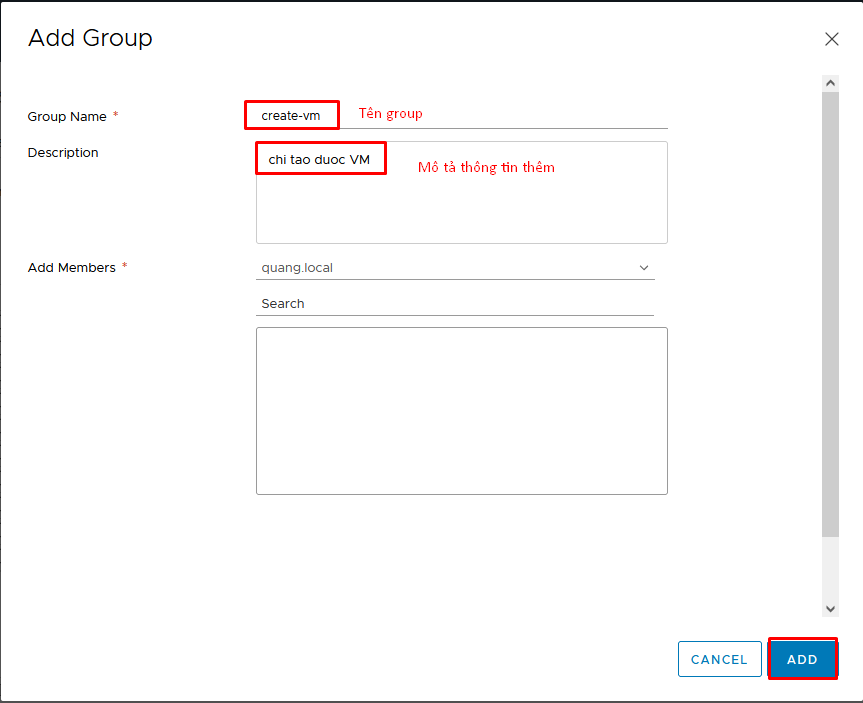 Add Group
Group Name *
create-vm
Tên group
Description
chi tao duoc VM
Mô tả thông tin thêm
Add Members *
quang.local
Search
CANCEL
ADD